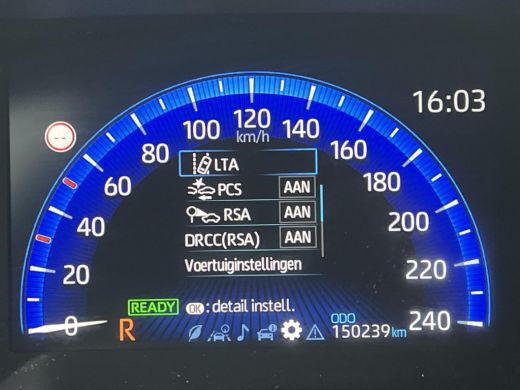 16:03
--
120
100 140
km/h
80 160
60 180
40 200
20 220
0 240
LTA
PCS AAN
RSA AAN
DRCC(RSA) AAN
Voertuiginstellingen
READY OK : detail instell.
R
ODO
150239 km